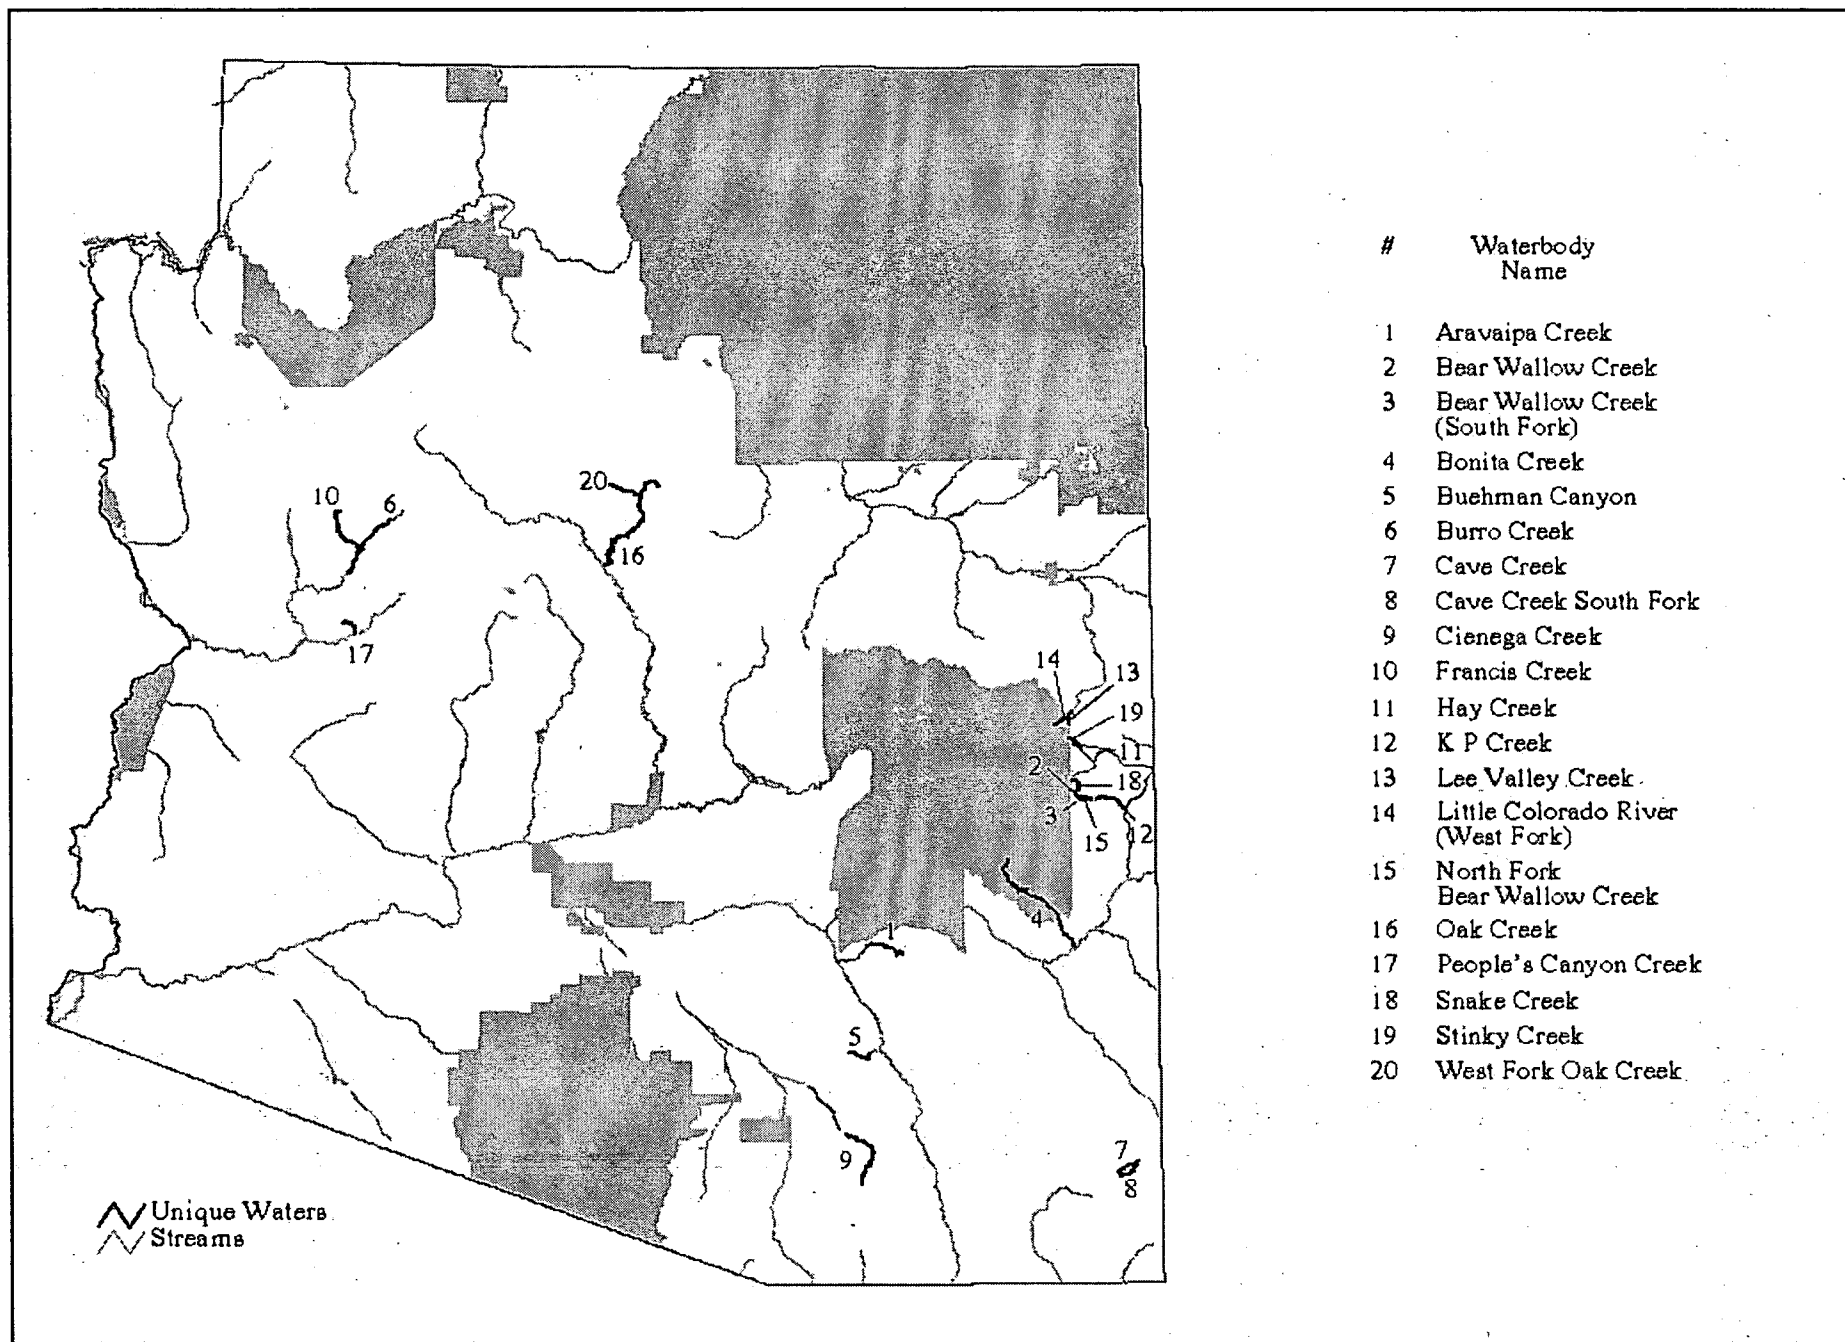 # Waterbody
Name
1 Aravaipa Creek
2 Bear Wallow Creek
3 Bear Wallow Creek
(South Fork)
4 Bonita Creek
5 Buehman Canyon
6 Burro Creek
7 Cave Creek
8 Cave Creek South Fork
9 Cienega Creek
10 Francis Creek
11 Hay Creek
12 K P Creek
13 Lee Valley Creek
14 Little Colorado River
(West Fork)
15 North Fork
Bear Wallow Creek
16 Oak Creek
17 People's Canyon Creek
18 Snake Creek
19 Stinky Creek
20 West Fork Oak Creek
20
10 6
16
17
14
13
19
11
2
18
3
15 12
4
1
5
9
7
8
Unique Waters
Streams